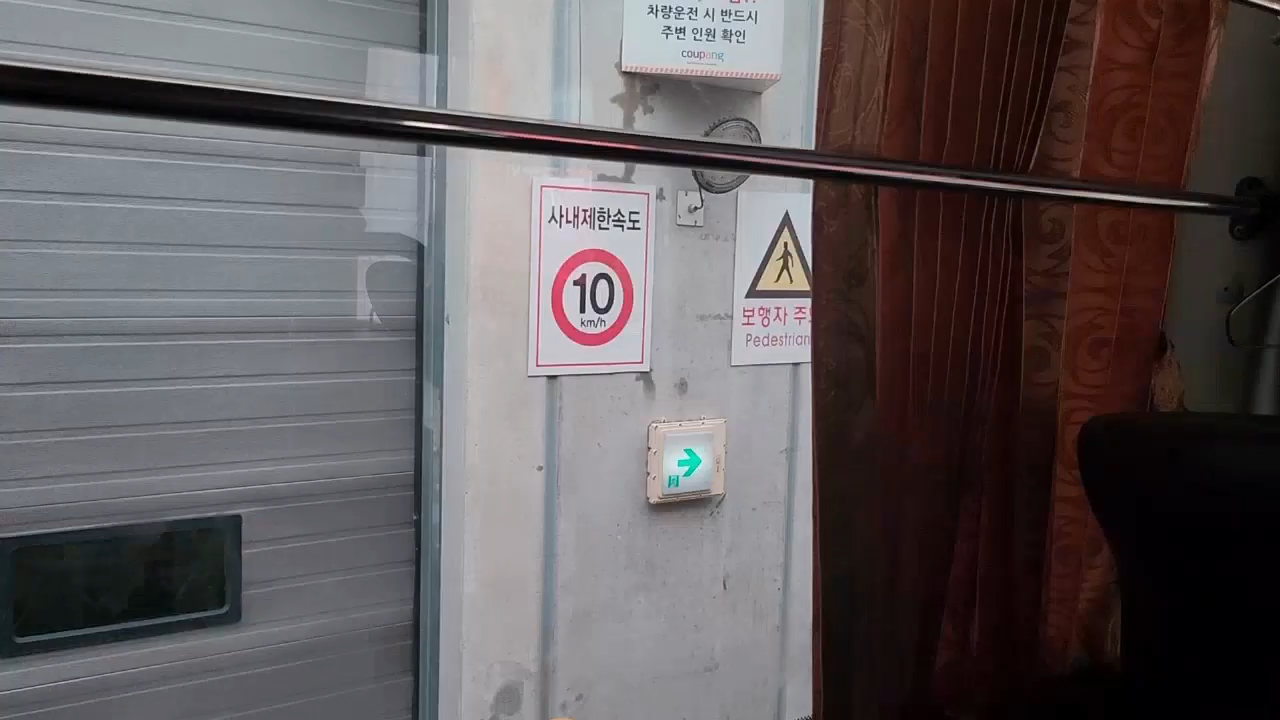 차량운전 시 반드시
주변 인원 확인
coupang
사내제한속도
10
km/h
보행자
Pedestrian